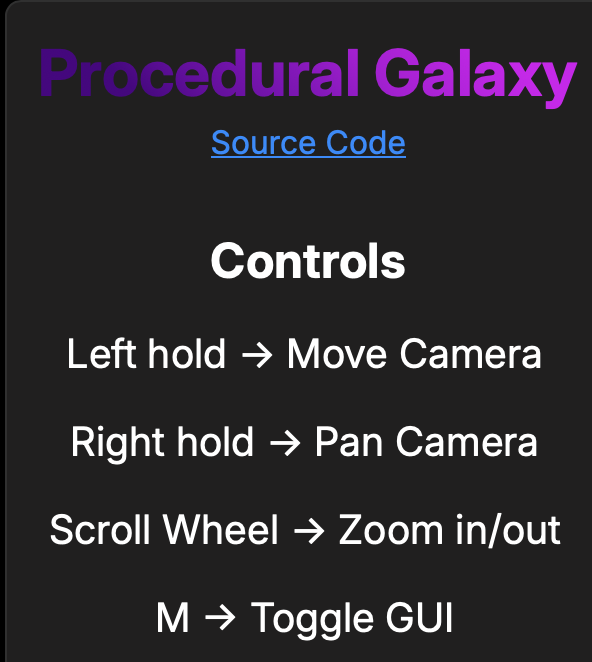 Procedural Galaxy
Source Code
Controls
Left hold → Move Camera
Right hold → Pan Camera
Scroll Wheel → Zoom in/out
M → Toggle GUI